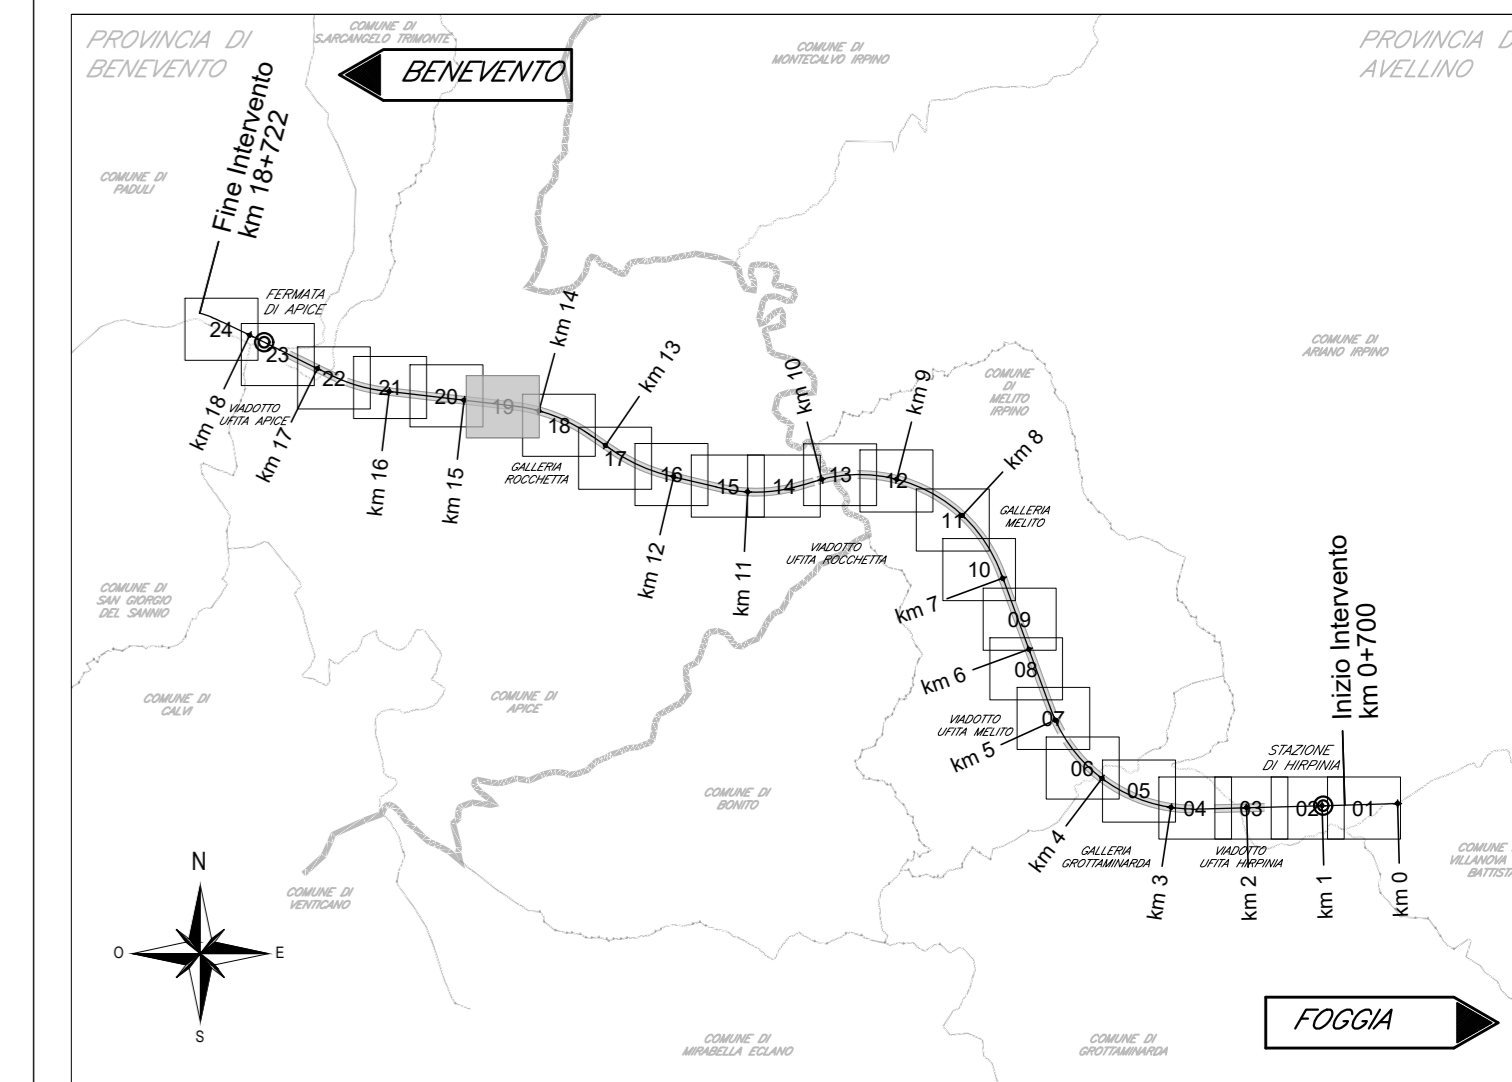 PROVINCIA DI
BENEVENTO
COMUNE DI
S.ARCANGELO TRIMONTE
BENEVENTO
COMUNE DI
MONTECALVO IRPINO
AVELLINO
PROVINCIA
COMUNE DI
PADULI
Fine Intervento
km 18+722
FERMATA
DI APICE
24
23
22
21
20
19
18
17
16
15
14
13
12
11
10
09
08
07
06
05
04
03
02
01
km 18
km 17
km 16
km 15
km 14
km 13
km 12
km 11
km 10
km 9
km 8
km 7
km 6
km 5
km 4
km 3
km 2
km 1
km 0
VIADOTTO
UFITA APICE
GALLERIA
ROCCHETTA
VIADOTTO
UFITA ROCCHETTA
GALLERIA
MELITO
VIADOTTO
UFITA MELITO
GALLERIA
GROTTAMINARDA
VIADOTTO
UFITA HIRPINIA
STAZIONE
DI HIRPINIA
Inizio Intervento
km 0+700
COMUNE
DI
MELITO
IRPINO
COMUNE DI
ARIANO IRPINO
COMUNE DI
SAN GIORGIO
DEL SANNIO
COMUNE DI
CALVI
COMUNE DI
APICE
COMUNE DI
BONITO
COMUNE DI
VENTICANO
COMUNE
VILLANOVA
COMUNE DI
MIRABELLA ECLANO
COMUNE DI
GROTTAMINARDA
N
O
E
S
FOGGIA